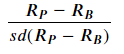 R_P − R_B
sd(R_P − R_B)